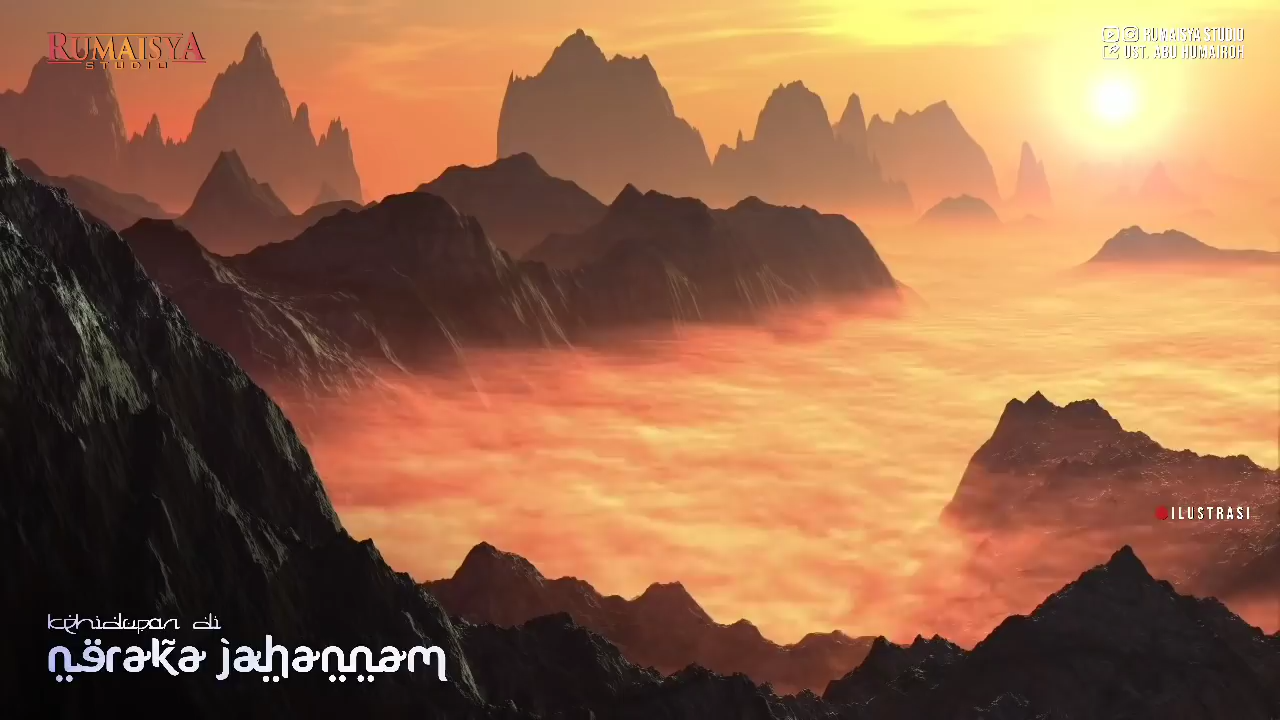 RUMAISYA
STUDIO
RUMAISYA STUDIO
UST. ABU HUMAIROH
ILUSTRASI
kehidupan di
neraka jahannam